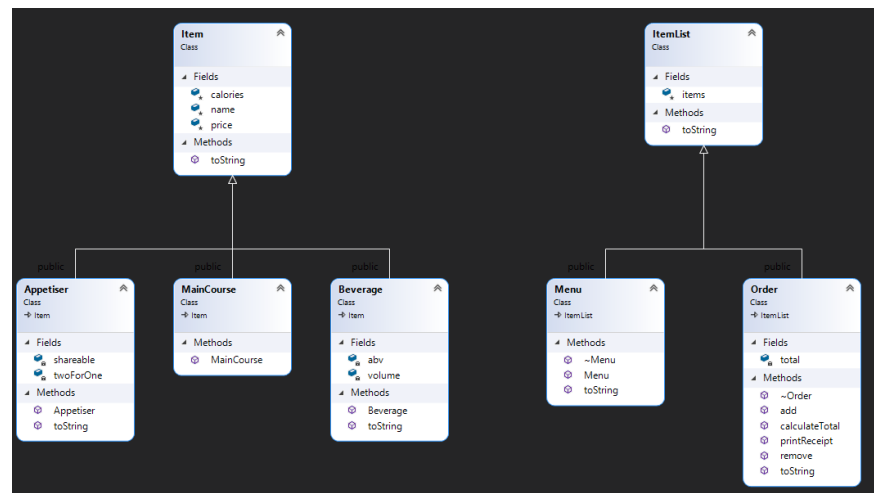 Item
Class
Fields
calories
name
price
Methods
toString
ItemList
Class
Fields
items
Methods
toString
public
public
public
public
public
Appetiser
Class
Item
Fields
shareable
twoForOne
Methods
Appetiser
toString
MainCourse
Class
Item
Methods
MainCourse
Beverage
Class
Item
Fields
abv
volume
Methods
Beverage
toString
Menu
Class
ItemList
Methods
~Menu
Menu
toString
Order
Class
ItemList
Fields
total
Methods
~Order
add
calculateTotal
printReceipt
remove
toString